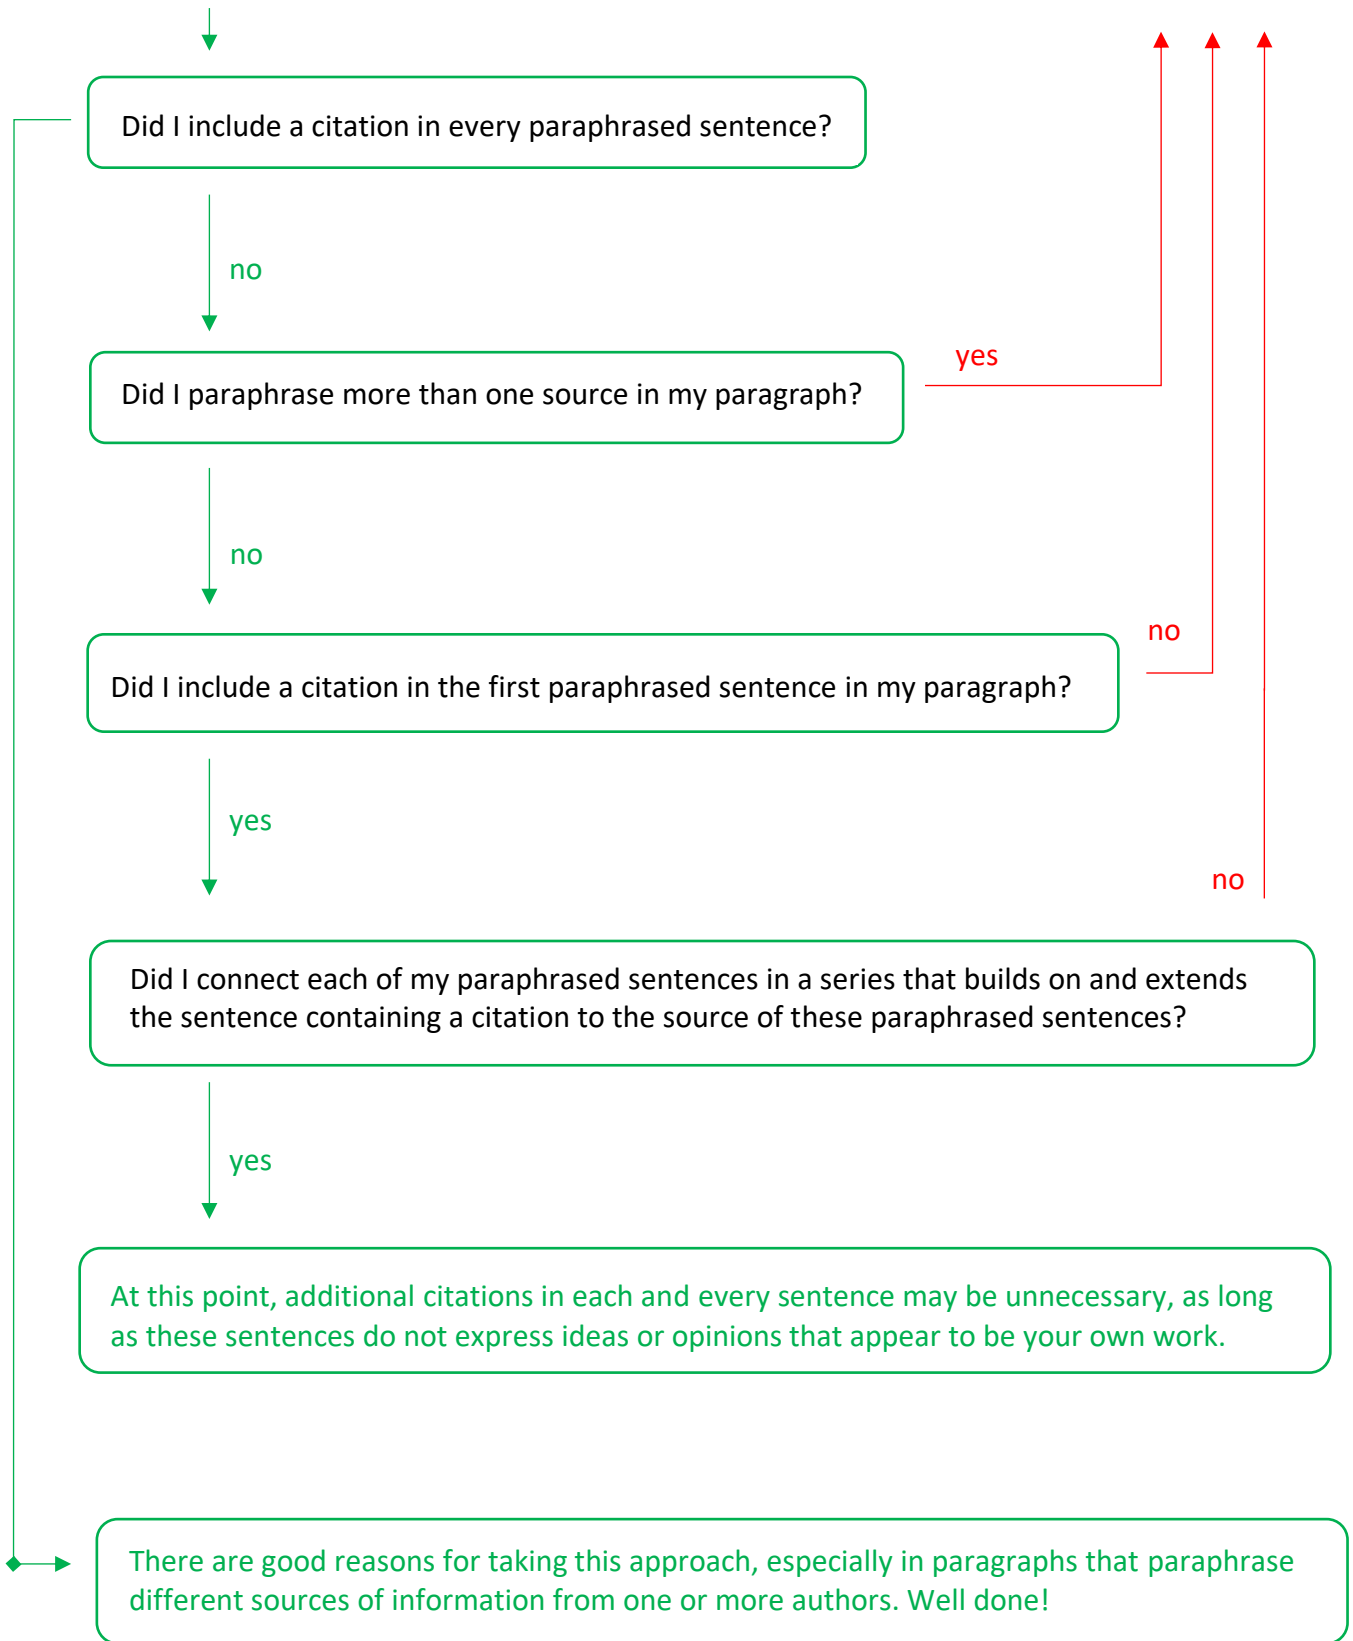 Did I include a citation in every paraphrased sentence?
no
yes
Did I paraphrase more than one source in my paragraph?
no
no
Did I include a citation in the first paraphrased sentence in my paragraph?
yes
no
Did I connect each of my paraphrased sentences in a series that builds on and extends
the sentence containing a citation to the source of these paraphrased sentences?
yes
At this point, additional citations in each and every sentence may be unnecessary, as long
as these sentences do not express ideas or opinions that appear to be your own work.
There are good reasons for taking this approach, especially in paragraphs that paraphrase
different sources of information from one or more authors. Well done!